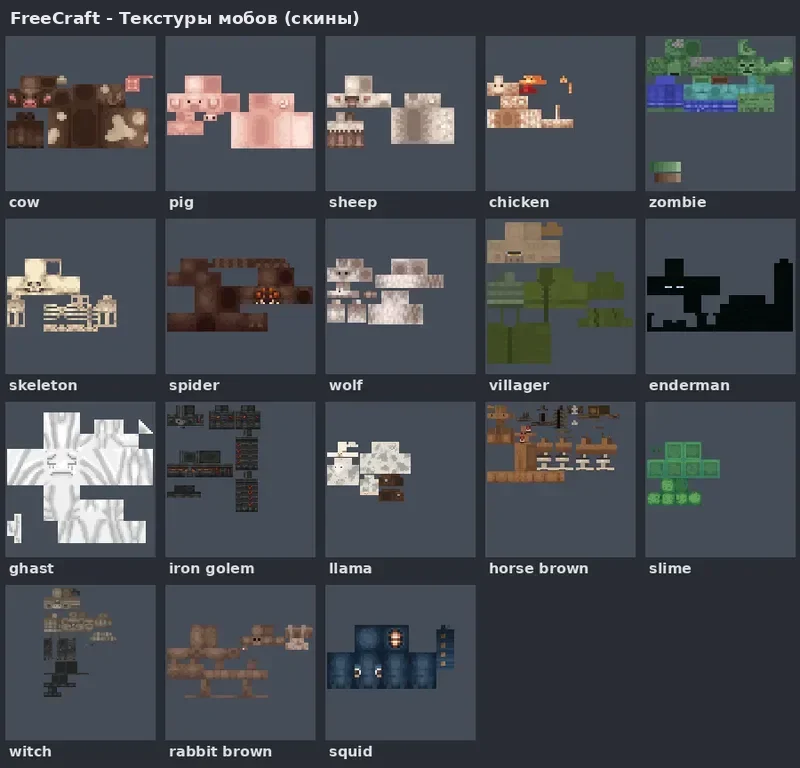 FreeCraft - Текстуры мобов (скины)
cow pig sheep chicken zombie
skeleton spider wolf villager enderman
ghast iron golem llama horse brown slime
witch rabbit brown squid